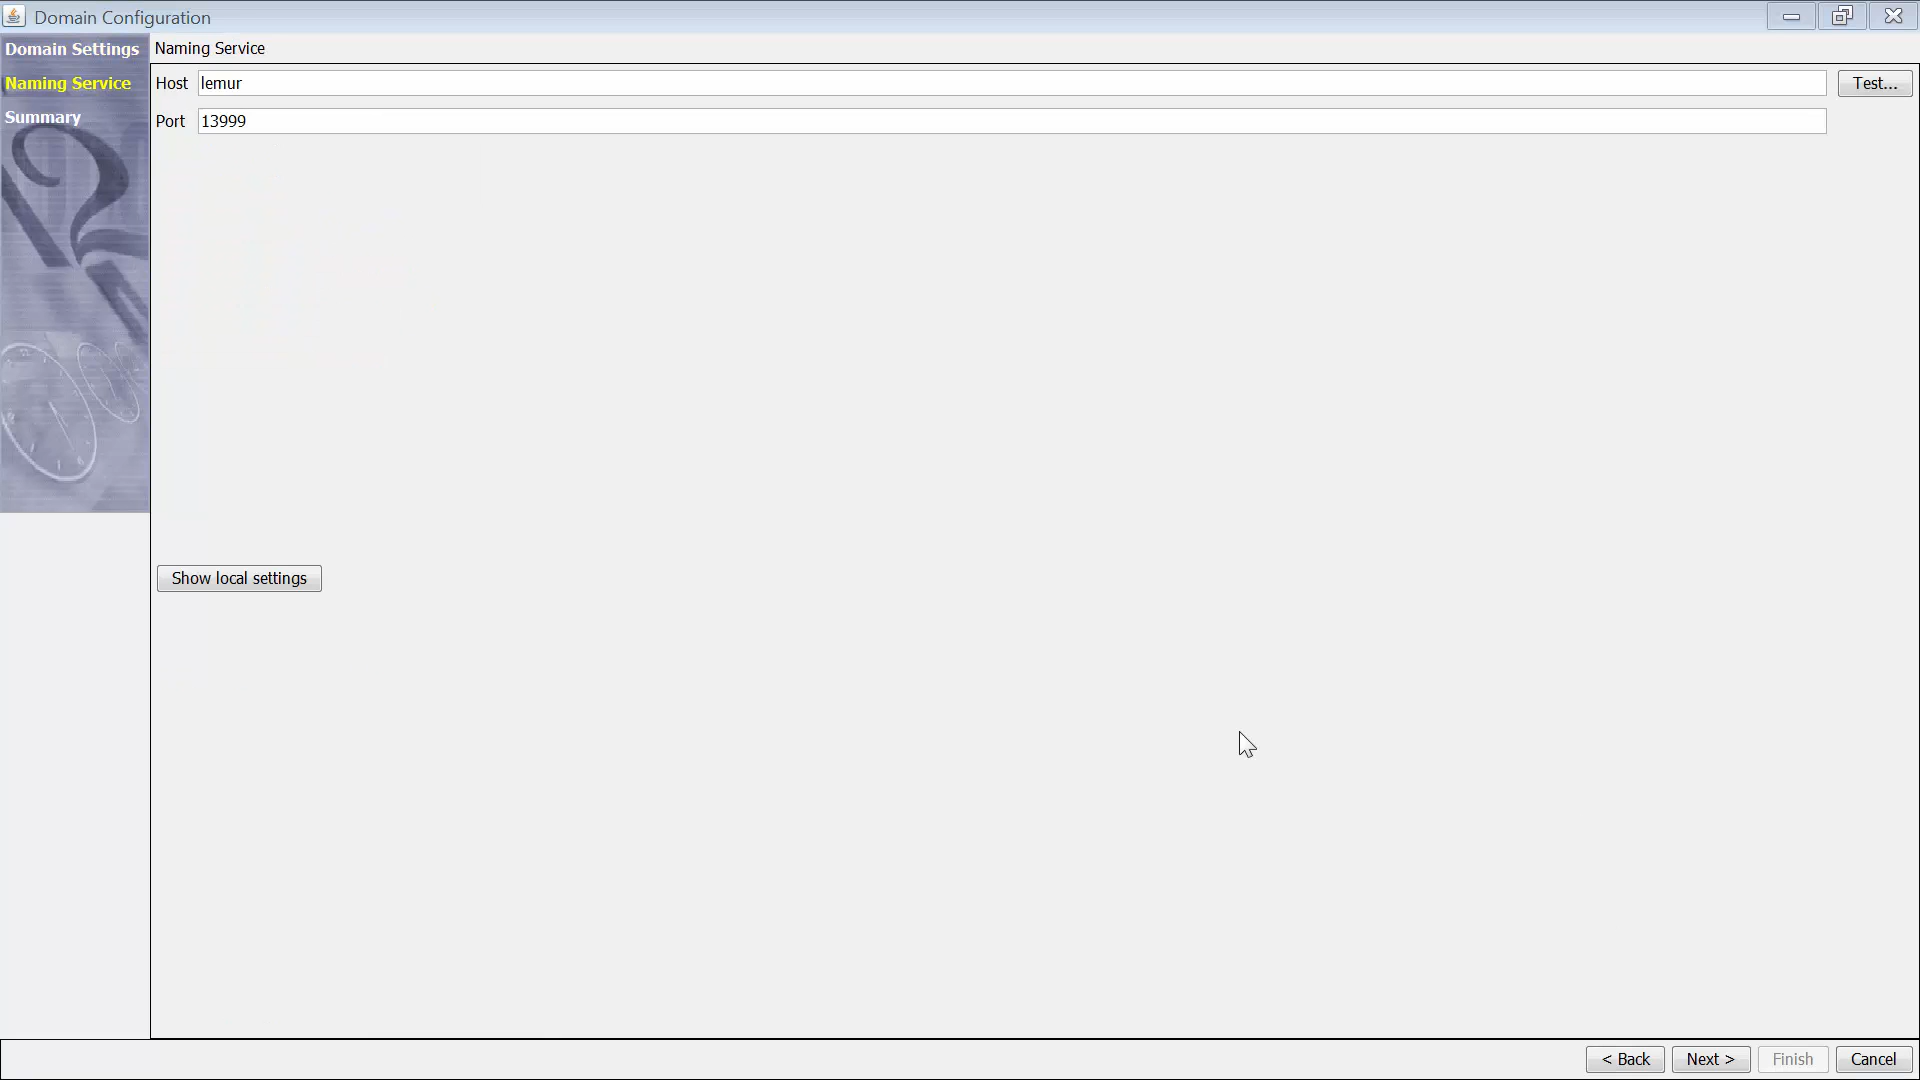 Domain Configuration
Domain Settings
Naming Service
Summary
Naming Service
Host lemur Test...
Port 13999
Show local settings
< Back Next > Finish Cancel